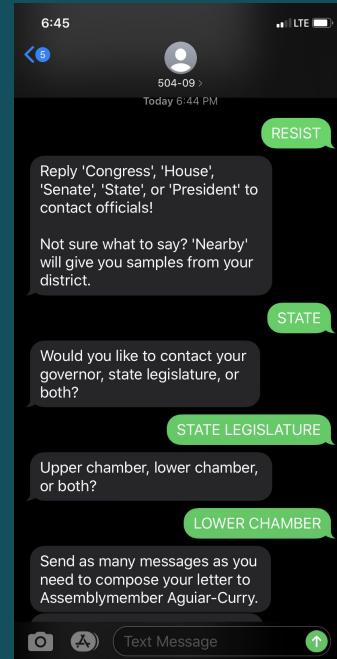 6:45
LTE
5
504-09 >
Today 6:44 PM
RESIST
Reply 'Congress', 'House',
'Senate', 'State', or 'President' to
contact officials!
Not sure what to say? 'Nearby'
will give you samples from your
district.
STATE
Would you like to contact your
governor, state legislature, or
both?
STATE LEGISLATURE
Upper chamber, lower chamber,
or both?
LOWER CHAMBER
Send as many messages as you
need to compose your letter to
Assemblymember Aguiar-Curry.
Text Message